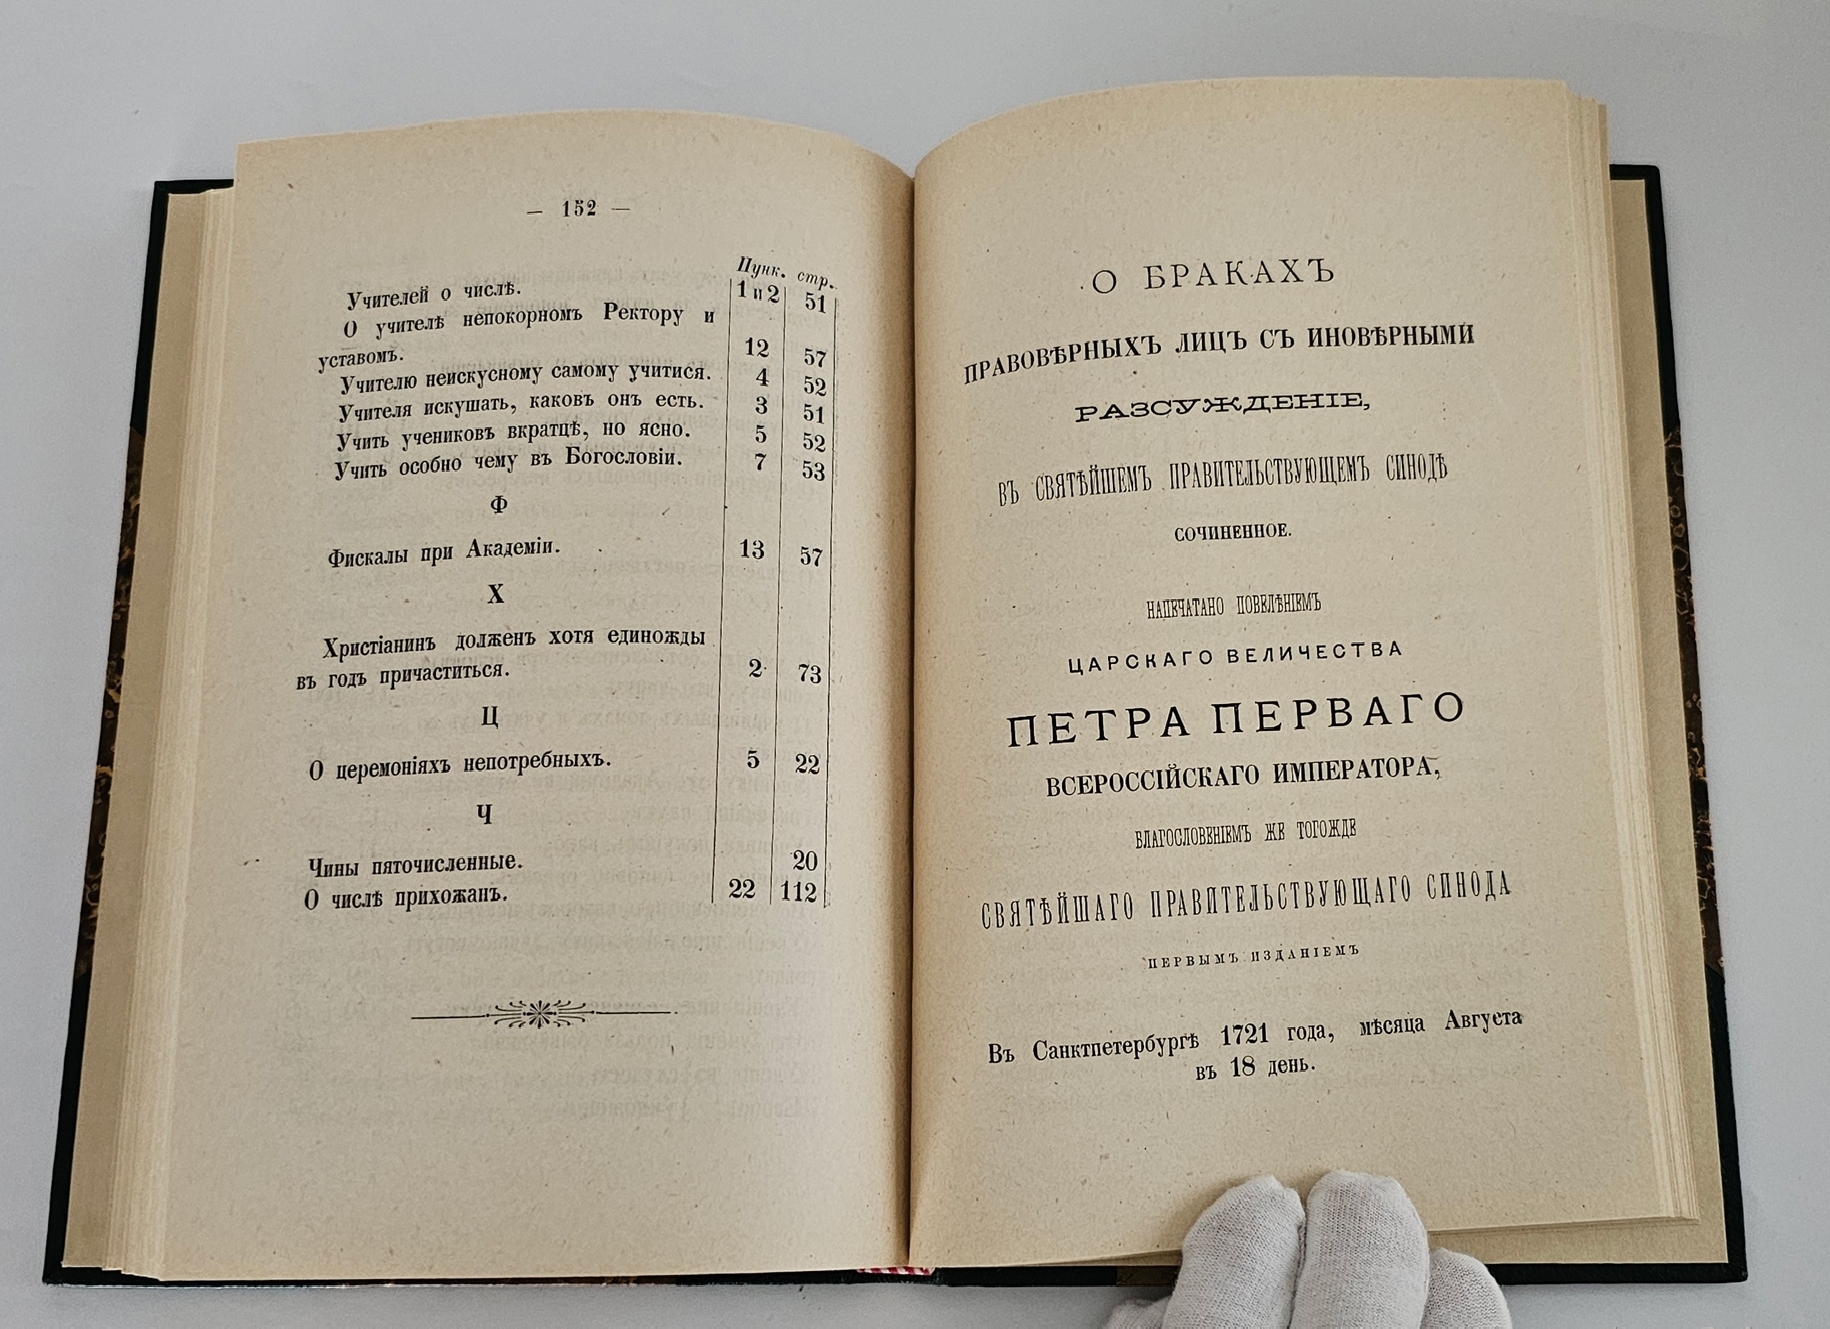 — 152 —
Пунк. стр.
Учителей о числѣ. 1 и 2 51
О учителѣ непокорномъ Ректору и
уставомъ. 12 57
Учителю неискусному самому учитися. 4 52
Учителя искушать, каковъ онъ есть. 3 51
Учить учениковъ вкратцѣ, но ясно. 5 52
Учить особно чему въ Богословіи. 7 53
Ф
Фискалы при Академіи. 13 57
Х
Христіанинъ долженъ хотя единожды
въ годъ причаститься. 2 73
Ц
О церемоніяхъ непотребныхъ. 5 22
Ч
Чины пяточисленные. 20
О числѣ прихожанъ. 22 112
О БРАКАХЪ
ПРАВОВѢРНЫХЪ ЛИЦЪ СЪ ИНОВѢРНЫМИ
РАЗСУЖДЕНІЕ,
ВЪ СВЯТѢЙШЕМЪ ПРАВИТЕЛЬСТВУЮЩЕМЪ СИНОДѢ
СОЧИНЕННОЕ.
НАПЕЧАТАНО ПОВЕЛѢНІЕМЪ
ЦАРСКАГО ВЕЛИЧЕСТВА
ПЕТРА ПЕРВАГО
ВСЕРОССІЙСКАГО ИМПЕРАТОРА,
БЛАГОСЛОВЕНІЕМЪ ЖЕ ТОГОЖДЕ
СВЯТѢЙШАГО ПРАВИТЕЛЬСТВУЮЩАГО СИНОДА
ПЕРВЫМЪ ИЗДАНІЕМЪ
Въ Санктпетербургѣ 1721 года, мѣсяца Августа
въ 18 день.